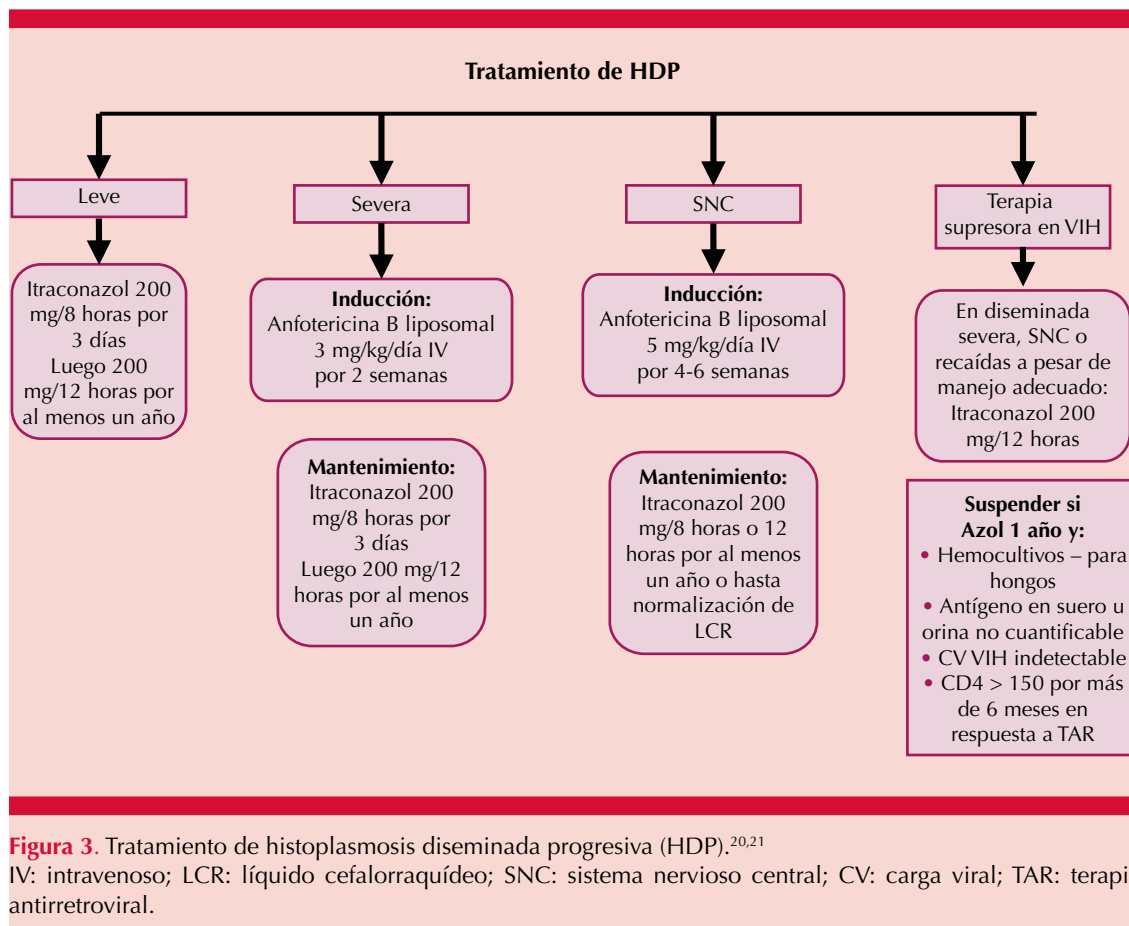 Tratamiento de HDP
Leve
Itraconazol 200
mg/8 horas por
3 días
Luego 200
mg/12 horas por
al menos un año
Severa
Inducción:
Anfotericina B liposomal
3 mg/kg/día IV
por 2 semanas
Mantenimiento:
Itraconazol 200
mg/8 horas por
3 días
Luego 200 mg/12
horas por al menos
un año
SNC
Inducción:
Anfotericina B liposomal
5 mg/kg/día IV
por 4-6 semanas
Mantenimiento:
Itraconazol 200
mg/8 horas o 12
horas por al menos
un año o hasta
normalización de
LCR
Terapia
supresora en VIH
En diseminada
severa, SNC o
recaídas a pesar de
manejo adecuado:
Itraconazol 200
mg/12 horas
Suspender si
Azol 1 año y:
• Hemocultivos – para
hongos
• Antígeno en suero u
orina no cuantificable
• CV VIH indetectable
• CD4 > 150 por más
de 6 meses en
respuesta a TAR
Figura 3. Tratamiento de histoplasmosis diseminada progresiva (HDP).20,21
IV: intravenoso; LCR: líquido cefalorraquídeo; SNC: sistema nervioso central; CV: carga viral; TAR: terapi
antirretroviral.